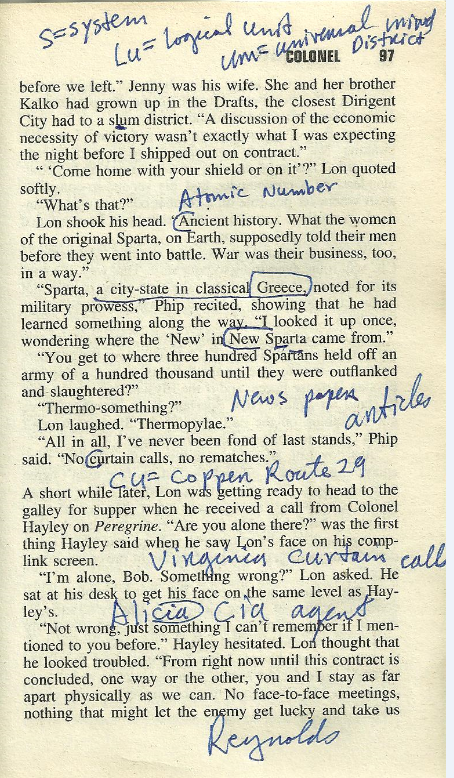 S=system
Lu= Logical unit
um= universal mind
District
COLONEL 97
before we left." Jenny was his wife. She and her brother
Kalko had grown up in the Drafts, the closest Dirigent
City had to a slum district. "A discussion of the economic
necessity of victory wasn't exactly what I was expecting
the night before I shipped out on contract."
" 'Come home with your shield or on it'?" Lon quoted
softly.
"What's that?"
Atomic Number
Lon shook his head. "Ancient history. What the women
of the original Sparta, on Earth, supposedly told their men
before they went into battle. War was their business, too,
in a way."
"Sparta, a city-state in classical Greece, noted for its
military prowess," Phip recited, showing that he had
learned something along the way. "I looked it up once,
wondering where the 'New' in New Sparta came from."
"You get to where three hundred Spartans held off an
army of a hundred thousand until they were outflanked
and slaughtered?"
"Thermo-something?"
News papers
articles
Lon laughed. "Thermopylae."
"All in all, I've never been fond of last stands," Phip
said. "No curtain calls, no rematches."
CU= Coppen Route 29
A short while later, Lon was getting ready to head to the
galley for supper when he received a call from Colonel
Hayley on Peregrine. "Are you alone there?" was the first
thing Hayley said when he saw Lon's face on his comp-
link screen.
Virginia curtain call
"I'm alone, Bob. Something wrong?" Lon asked. He
sat at his desk to get his face on the same level as Hay-
ley's.
Alicia Cia agent
"Not wrong, just something I can't remember if I men-
tioned to you before." Hayley hesitated. Lon thought that
he looked troubled. "From right now until this contract is
concluded, one way or the other, you and I stay as far
apart physically as we can. No face-to-face meetings,
nothing that might let the enemy get lucky and take us
Reynolds